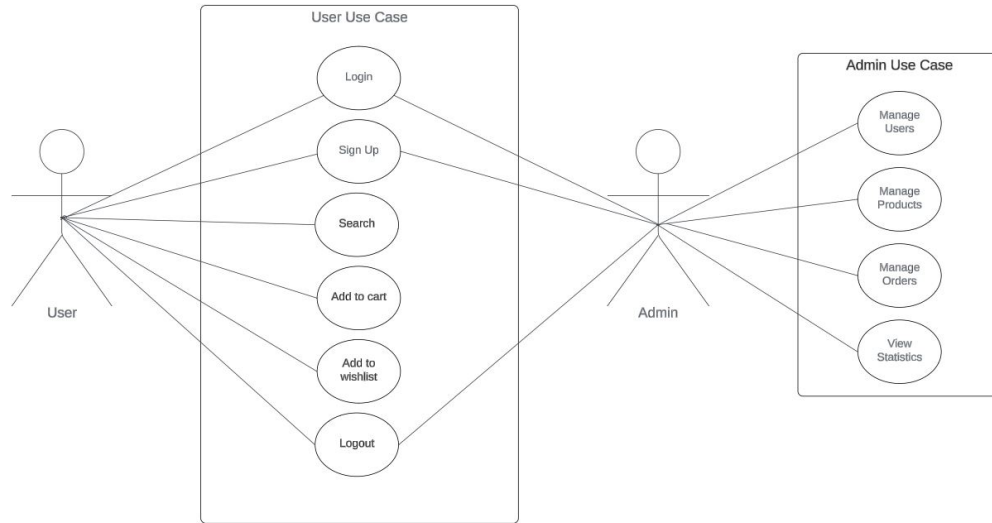 User Use Case
Login
Sign Up
Search
Add to cart
Add to
wishlist
Logout
User
Admin
Admin Use Case
Manage
Users
Manage
Products
Manage
Orders
View
Statistics